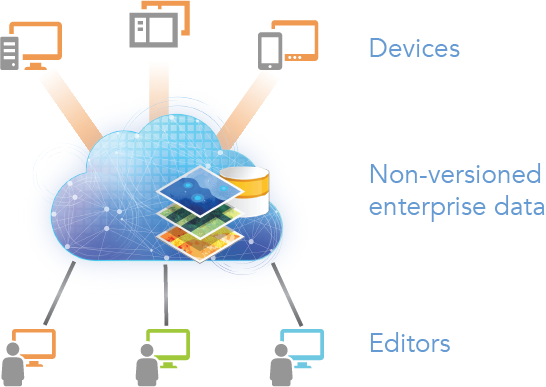 Devices
Non-versioned
enterprise data
Editors